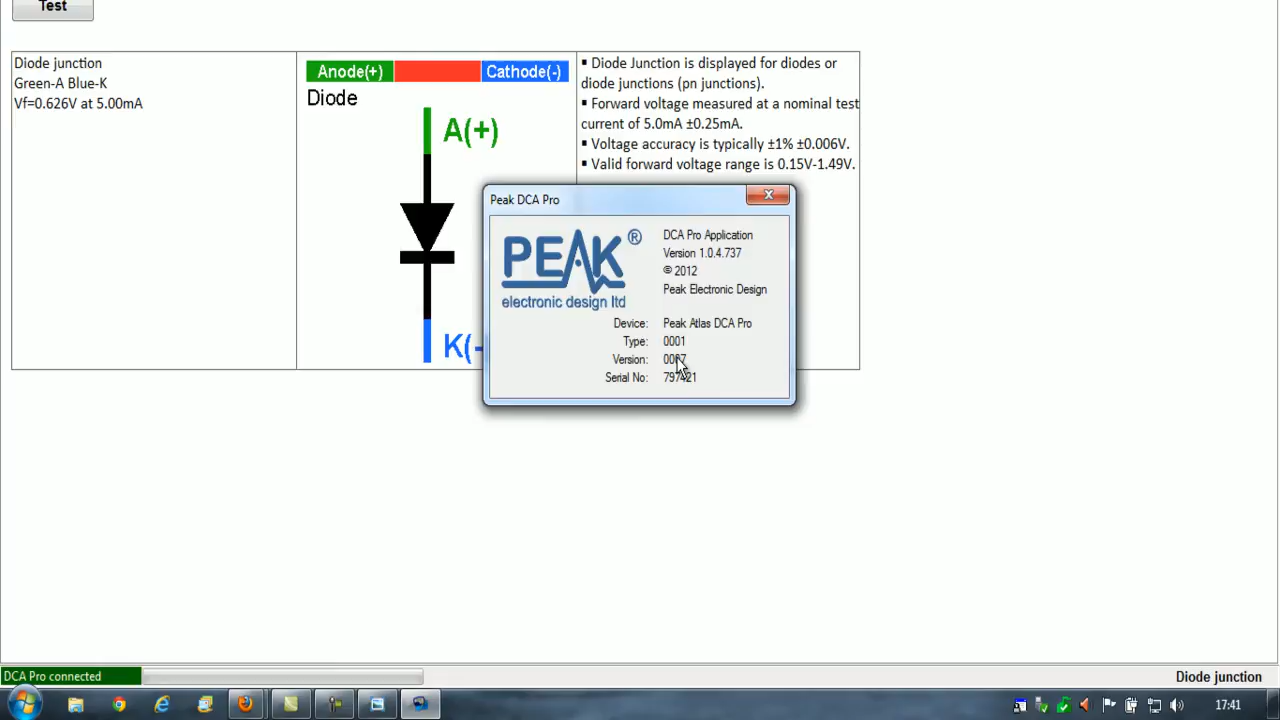 Test
Diode junction
Green-A Blue-K
Vf=0.626V at 5.00mA
Anode(+)
Cathode(-)
Diode
A(+)
K(-
▪ Diode Junction is displayed for diodes or
diode junctions (pn junctions).
▪ Forward voltage measured at a nominal test
current of 5.0mA ±0.25mA.
▪ Voltage accuracy is typically ±1% ±0.006V.
▪ Valid forward voltage range is 0.15V-1.49V.
Peak DCA Pro
PEAK®
electronic design ltd
DCA Pro Application
Version 1.0.4.737
© 2012
Peak Electronic Design
Device: Peak Atlas DCA Pro
Type: 0001
Version:
Serial No:
DCA Pro connected
Diode junction
17:41